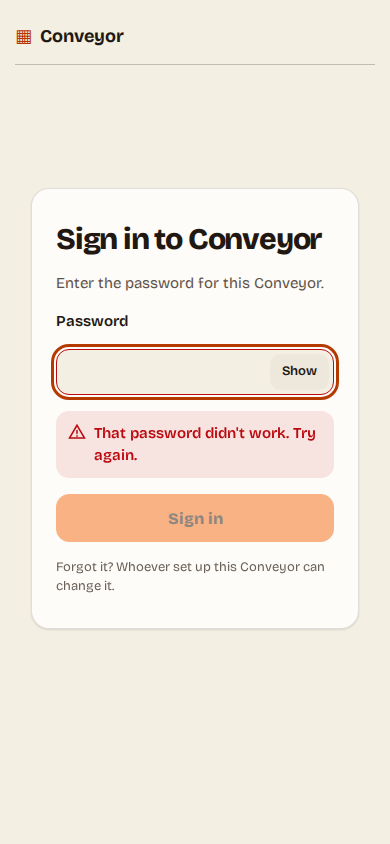 Conveyor
Sign in to Conveyor
Enter the password for this Conveyor.
Password
Show
That password didn't work. Try
again.
Sign in
Forgot it? Whoever set up this Conveyor can
change it.